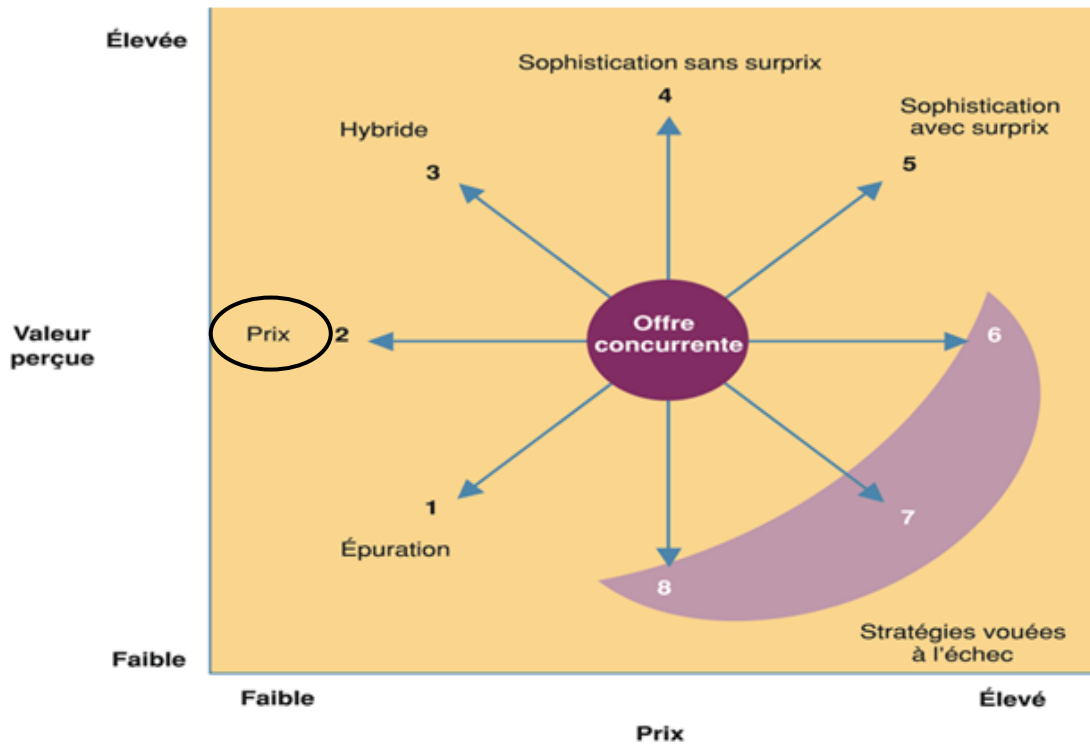 Élevée
Sophistication sans surprix
4
Sophistication
avec surprix
5
Hybride
3
Valeur
perçue
Prix
2
Offre
concurrente
6
1
Épuration
7
8
Stratégies vouées
à l'échec
Faible
Faible
Élevé
Prix